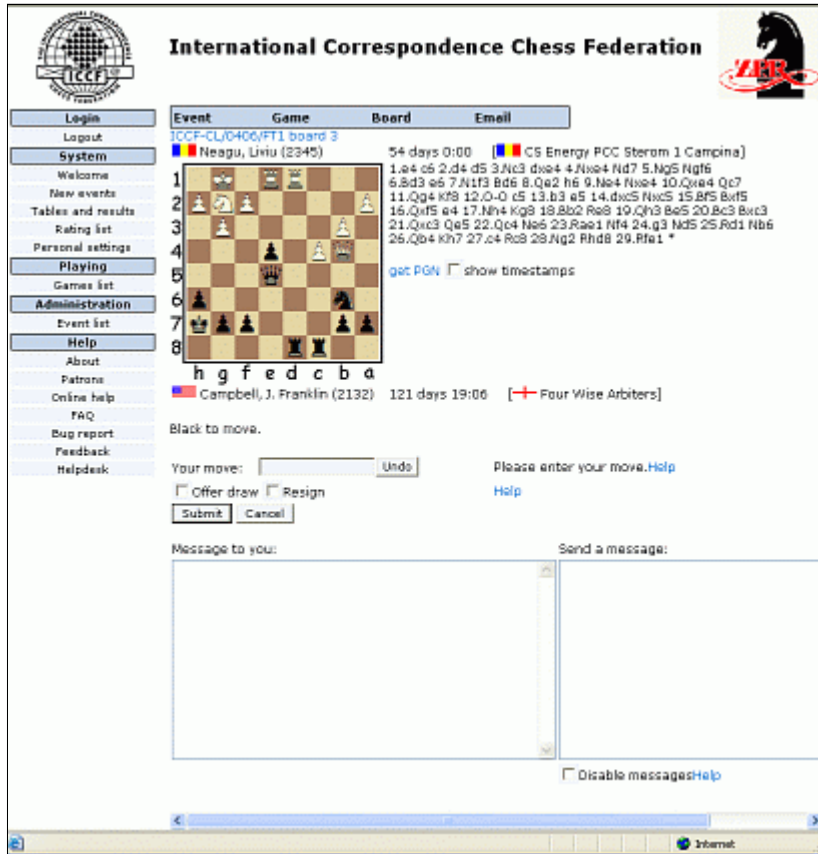 THE INTERNATIONAL CORRESPONDENCE
ICCF
CHESS FEDERATION
International Correspondence Chess Federation
ZPR
Login
Logout
System
Welcome
New events
Tables and results
Rating list
Personal settings
Playing
Games list
Administration
Event list
Help
About
Patrons
Online help
FAQ
Bug report
Feedback
Helpdesk
Event Game Board Email
ICCF-CL/0406/FT1 board 3
Neagu, Liviu (2345) 54 days 0:00 [ CS Energy PCC Sterom 1 Campina]
1.e4 c6 2.d4 d5 3.Nc3 dxe4 4.Nxe4 Nd7 5.Ng5 Ngf6
6.Bd3 e6 7.N1f3 Bd6 8.Qe2 h6 9.Ne4 Nxe4 10.Qxe4 Qc7
11.Qg4 Kf8 12.O-O c5 13.b3 e5 14.dxc5 Nxc5 15.Bf5 Bxf5
16.Qxf5 e4 17.Nh4 Kg8 18.Bb2 Re8 19.Qh3 Be5 20.Bc3 Bxc3
21.Qxc3 Qe5 22.Qc4 Ne6 23.Rae1 Nf4 24.g3 Nd5 25.Rd1 Nb6
26.Qb4 Kh7 27.c4 Rc8 28.Ng2 Rhd8 29.Rfe1 *
get PGN show timestamps
1
2
3
4
5
6
7
8
h g f e d c b a
Campbell, J. Franklin (2132) 121 days 19:06 [ Four Wise Arbiters]
Black to move.
Your move: Undo Please enter your move.Help
Offer draw Resign Help
Submit Cancel
Message to you: Send a message:
Disable messagesHelp
Internet